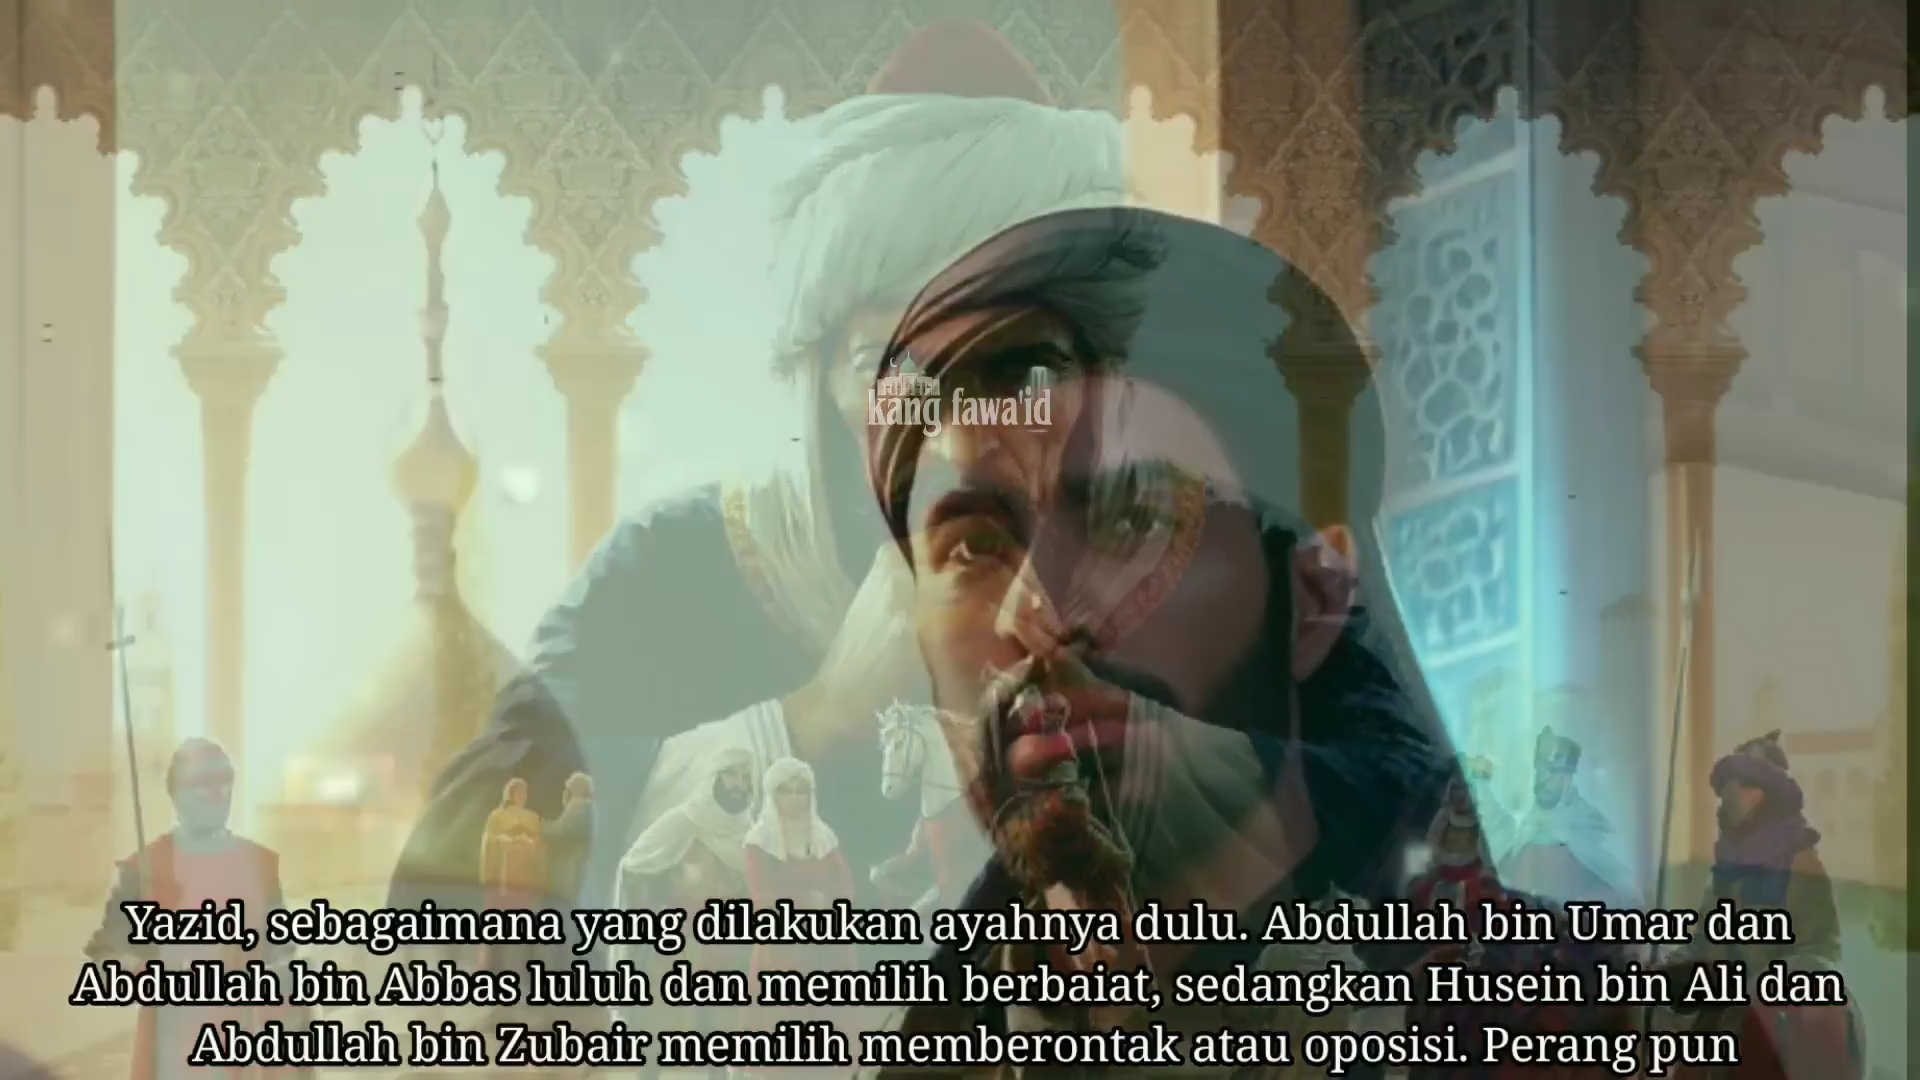 kang fawa'id
Yazid, sebagaimana yang dilakukan ayahnya dulu. Abdullah bin Umar dan
Abdullah bin Abbas luluh dan memilih berbaiat, sedangkan Husein bin Ali dan
Abdullah bin Zubair memilih memberontak atau oposisi. Perang pun